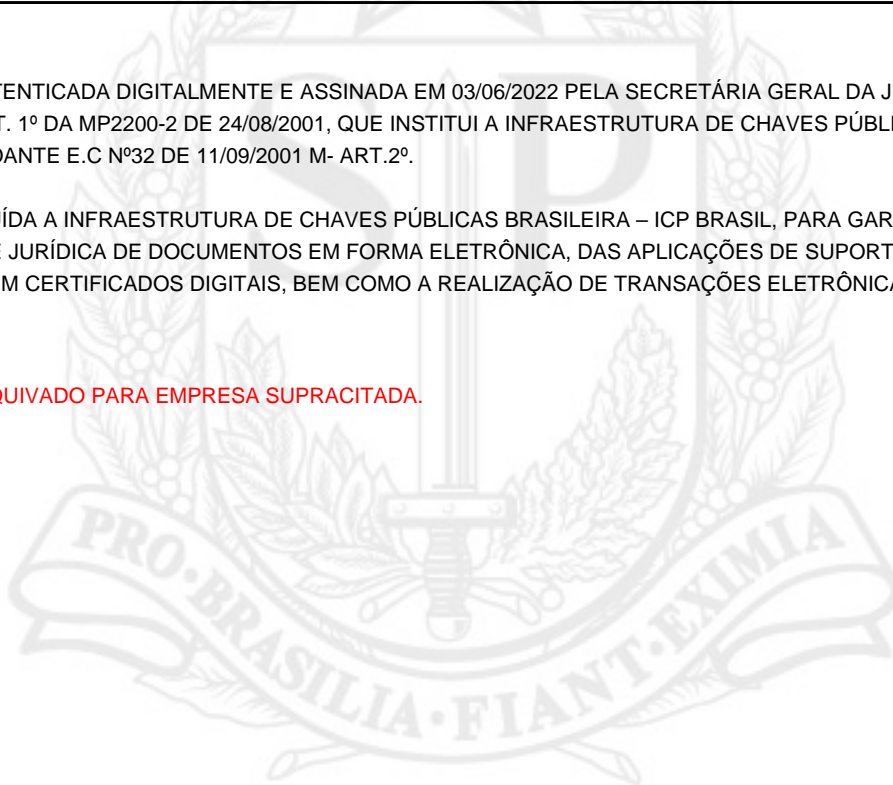 TENTICADA DIGITALMENTE E ASSINADA EM 03/06/2022 PELA SECRETÁRIA GERAL DA J
T. 1º DA MP2200-2 DE 24/08/2001, QUE INSTITUI A INFRAESTRUTURA DE CHAVES PÚBL
DANTE E.C Nº32 DE 11/09/2001 M- ART.2º.
UÍDA A INFRAESTRUTURA DE CHAVES PÚBLICAS BRASILEIRA – ICP BRASIL, PARA GAR
E JURÍDICA DE DOCUMENTOS EM FORMA ELETRÔNICA, DAS APLICAÇÕES DE SUPORT
M CERTIFICADOS DIGITAIS, BEM COMO A REALIZAÇÃO DE TRANSAÇÕES ELETRÔNICA
QUIVADO PARA EMPRESA SUPRACITADA.
SP
PRO·BRASILIA·FIANT·EXIMIA